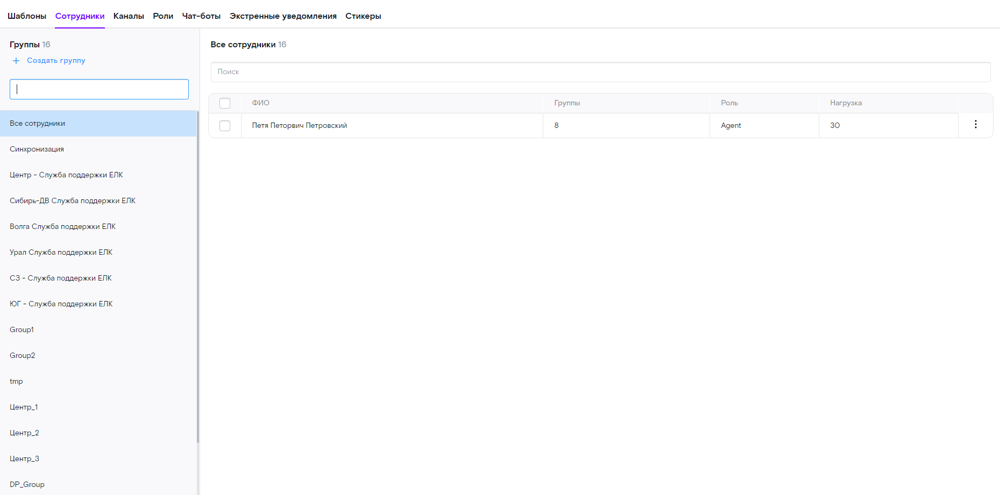 Шаблоны Сотрудники Каналы Роли Чат-боты Экстренные уведомления Стикеры
Группы 16
+ Создать группу
Все сотрудники
Синхронизация
Центр - Служба поддержки ЕЛК
Сибирь-ДВ Служба поддержки ЕЛК
Волга Служба поддержки ЕЛК
Урал Служба поддержки ЕЛК
СЗ - Служба поддержки ЕЛК
ЮГ - Служба поддержки ЕЛК
Group1
Group2
tmp
Центр_1
Центр_2
Центр_3
DP_Group
Все сотрудники 16
Поиск
ФИО Группы Роль Нагрузка
Петя Петорвич Петровский 8 Agent 30